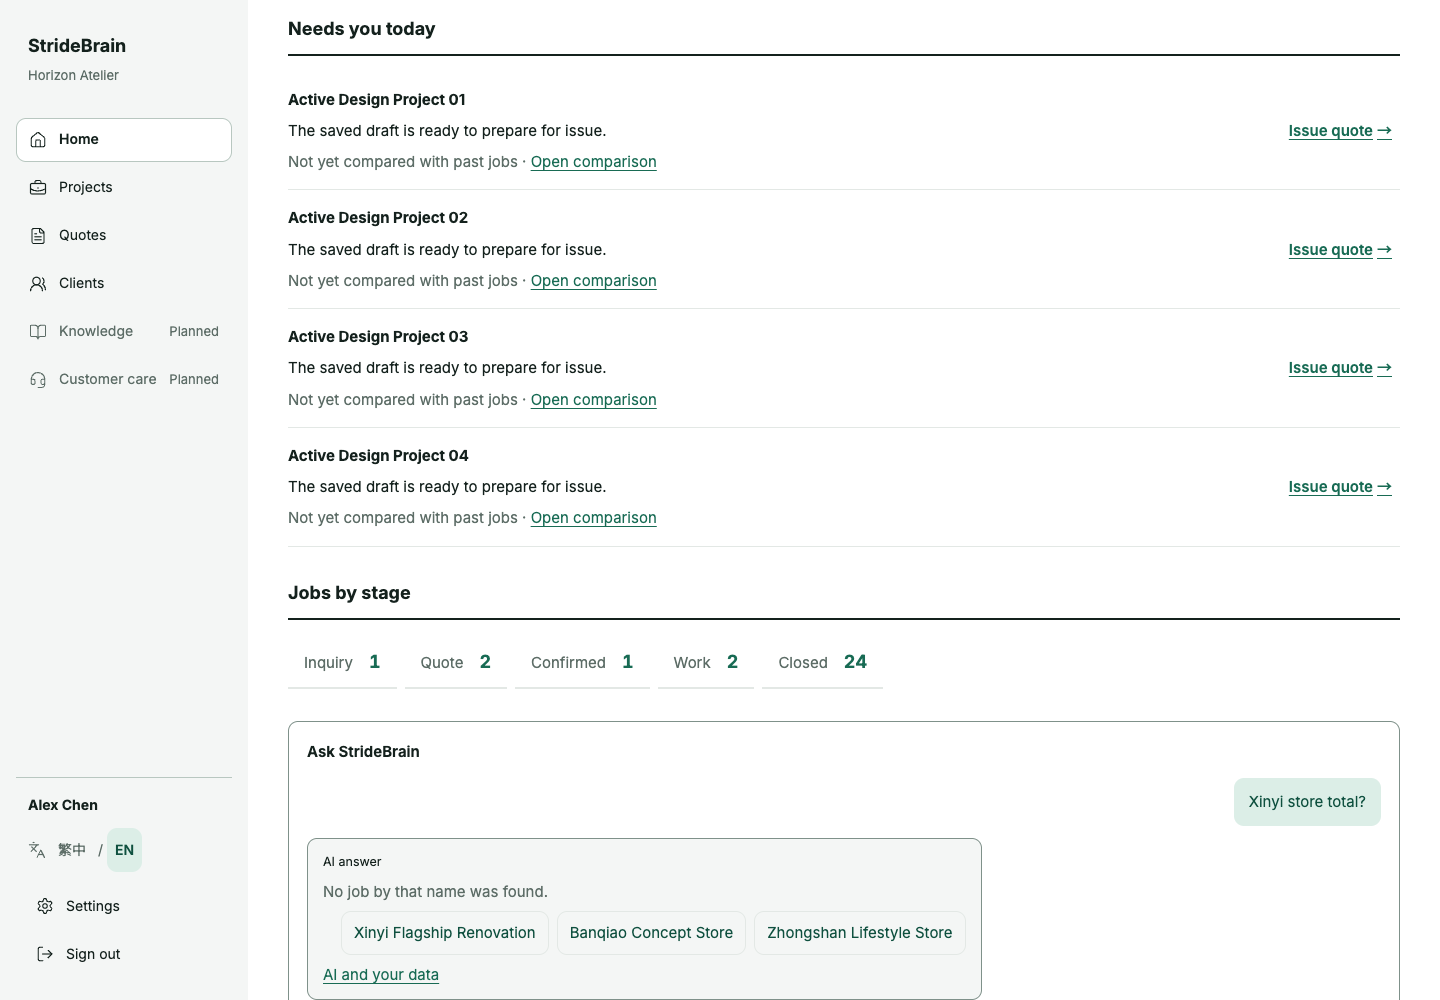 StrideBrain
Horizon Atelier
Home
Projects
Quotes
Clients
Knowledge Planned
Customer care Planned
Alex Chen
繁中 / EN
Settings
Sign out
Needs you today
Active Design Project 01
The saved draft is ready to prepare for issue.
Issue quote →
Not yet compared with past jobs · Open comparison
Active Design Project 02
The saved draft is ready to prepare for issue.
Issue quote →
Not yet compared with past jobs · Open comparison
Active Design Project 03
The saved draft is ready to prepare for issue.
Issue quote →
Not yet compared with past jobs · Open comparison
Active Design Project 04
The saved draft is ready to prepare for issue.
Issue quote →
Not yet compared with past jobs · Open comparison
Jobs by stage
Inquiry 1 Quote 2 Confirmed 1 Work 2 Closed 24
Ask StrideBrain
Xinyi store total?
AI answer
No job by that name was found.
Xinyi Flagship Renovation Banqiao Concept Store Zhongshan Lifestyle Store
AI and your data